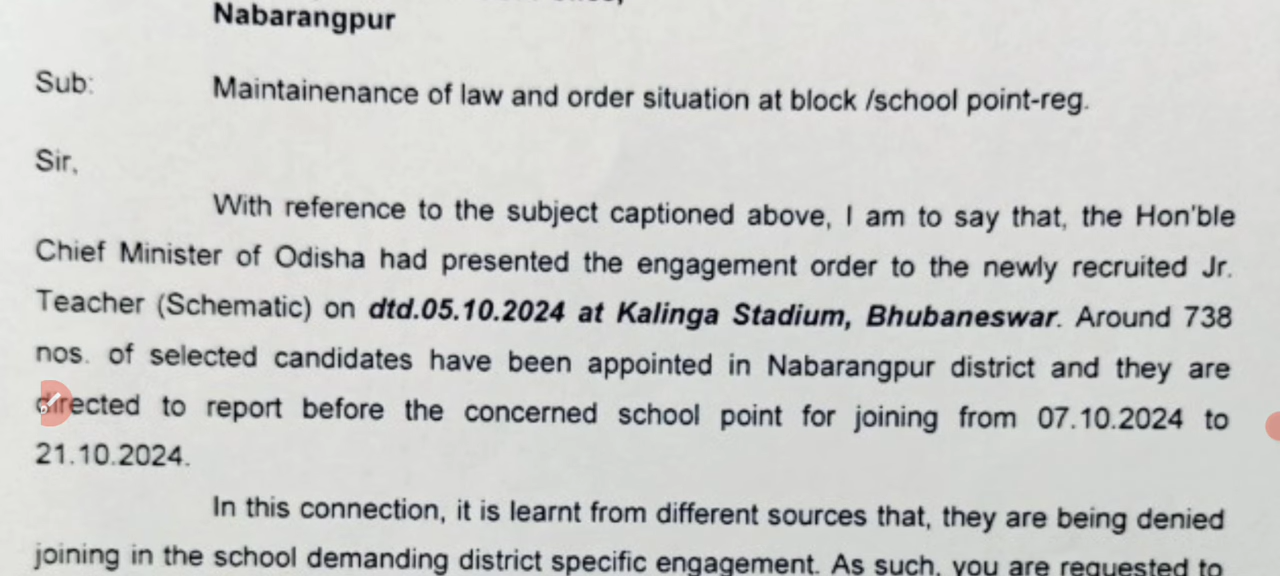 Nabarangpur
Sub: Maintainenance of law and order situation at block /school point-reg.
Sir,
With reference to the subject captioned above, I am to say that, the Hon'ble
Chief Minister of Odisha had presented the engagement order to the newly recruited Jr.
Teacher (Schematic) on dtd.05.10.2024 at Kalinga Stadium, Bhubaneswar. Around 738
nos. of selected candidates have been appointed in Nabarangpur district and they are
directed to report before the concerned school point for joining from 07.10.2024 to
21.10.2024.
In this connection, it is learnt from different sources that, they are being denied
joining in the school demanding district specific engagement. As such, you are requested to